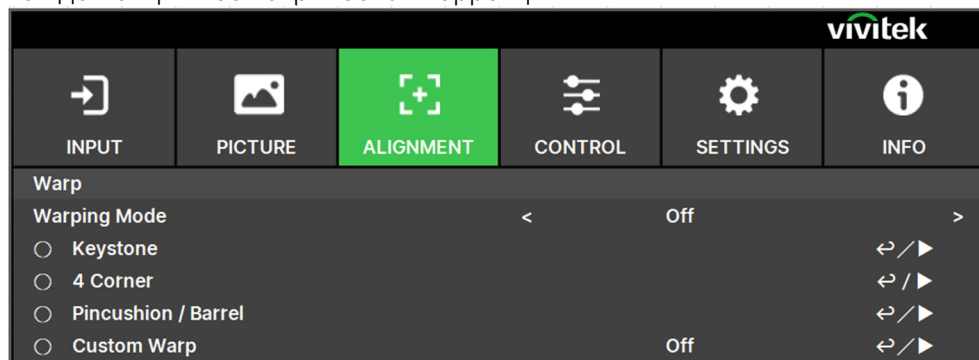 vivitek
INPUT PICTURE ALIGNMENT CONTROL SETTINGS INFO
Warp
Warping Mode < Off >
Keystone
4 Corner
Pincushion / Barrel
Custom Warp Off